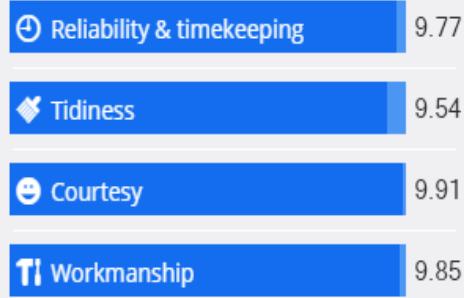 Reliability & timekeeping 9.77
Tidiness 9.54
Courtesy 9.91
Workmanship 9.85